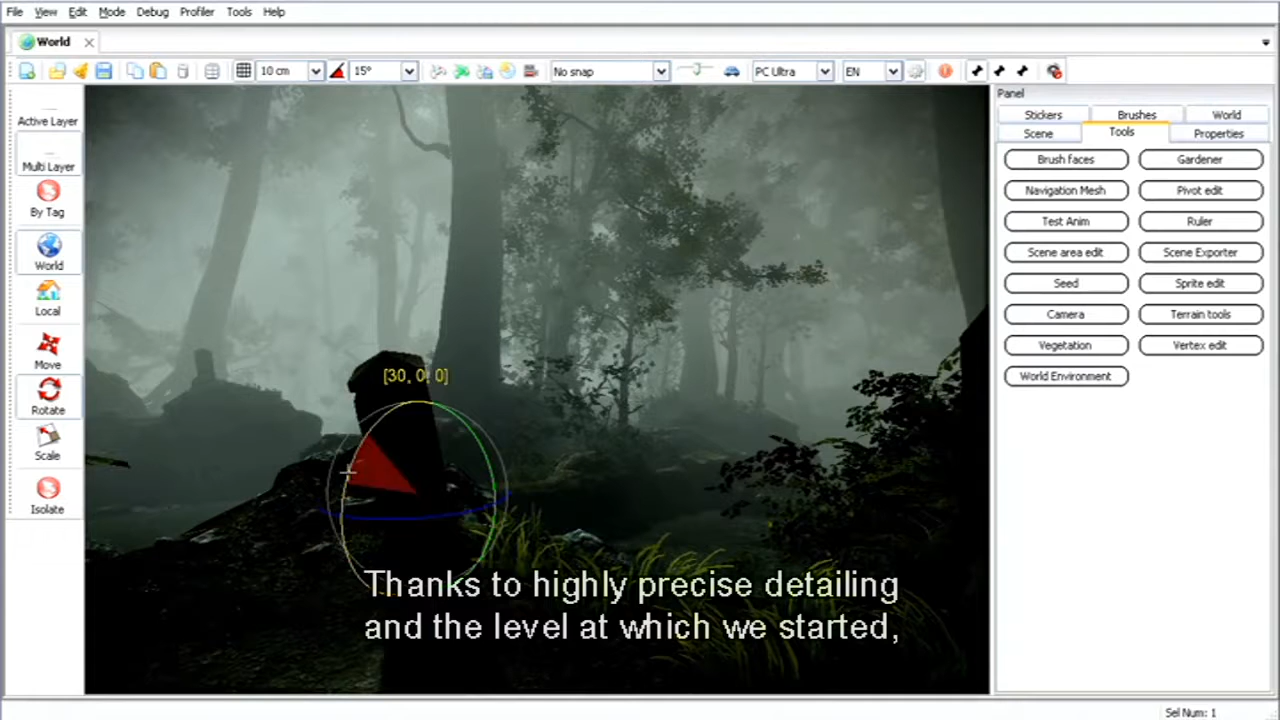 File View Edit Mode Debug Profiler Tools Help
World
10 cm 15° No snap PC Ultra EN
Active Layer
Multi Layer
By Tag
World
Local
Move
Rotate
Scale
Isolate
[30, 0, 0]
Thanks to highly precise detailing
and the level at which we started,
Panel
Stickers Brushes World
Scene Tools Properties
Brush faces Gardener
Navigation Mesh Pivot edit
Test Anim Ruler
Scene area edit Scene Exporter
Seed Sprite edit
Camera Terrain tools
Vegetation Vertex edit
World Environment
Sel Num: 1